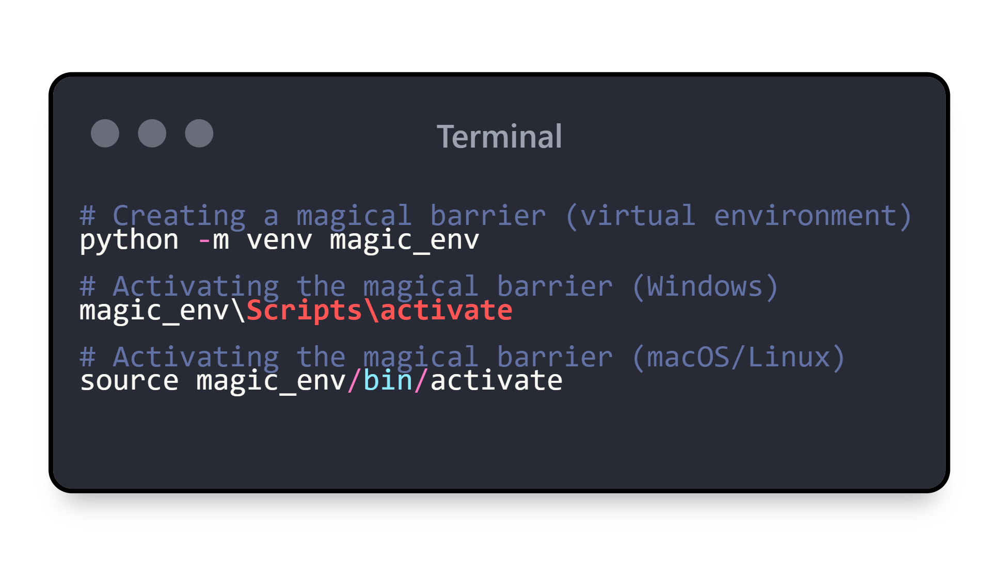 Terminal
# Creating a magical barrier (virtual environment)
python -m venv magic_env
# Activating the magical barrier (Windows)
magic_env\Scripts\activate
# Activating the magical barrier (macOS/Linux)
source magic_env/bin/activate